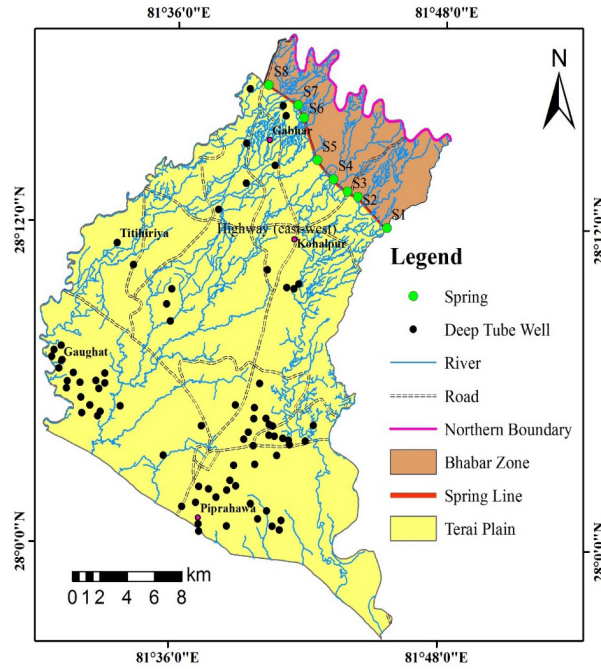 81°36'0"E
81°48'0"E
N
S8
S7
S6
Gabhar
S5
S4
S3
S2
S1
28°12'0"N
28°12'0"N
Titihiriya
Highway (east-west)
Kohalpur
Legend
Spring
Deep Tube Well
Gaughat
River
Road
Northern Boundary
Bhabar Zone
Spring Line
Piprahawa
Terai Plain
28°0'0"N
28°0'0"N
km
0 1 2 4 6 8
81°36'0"E
81°48'0"E